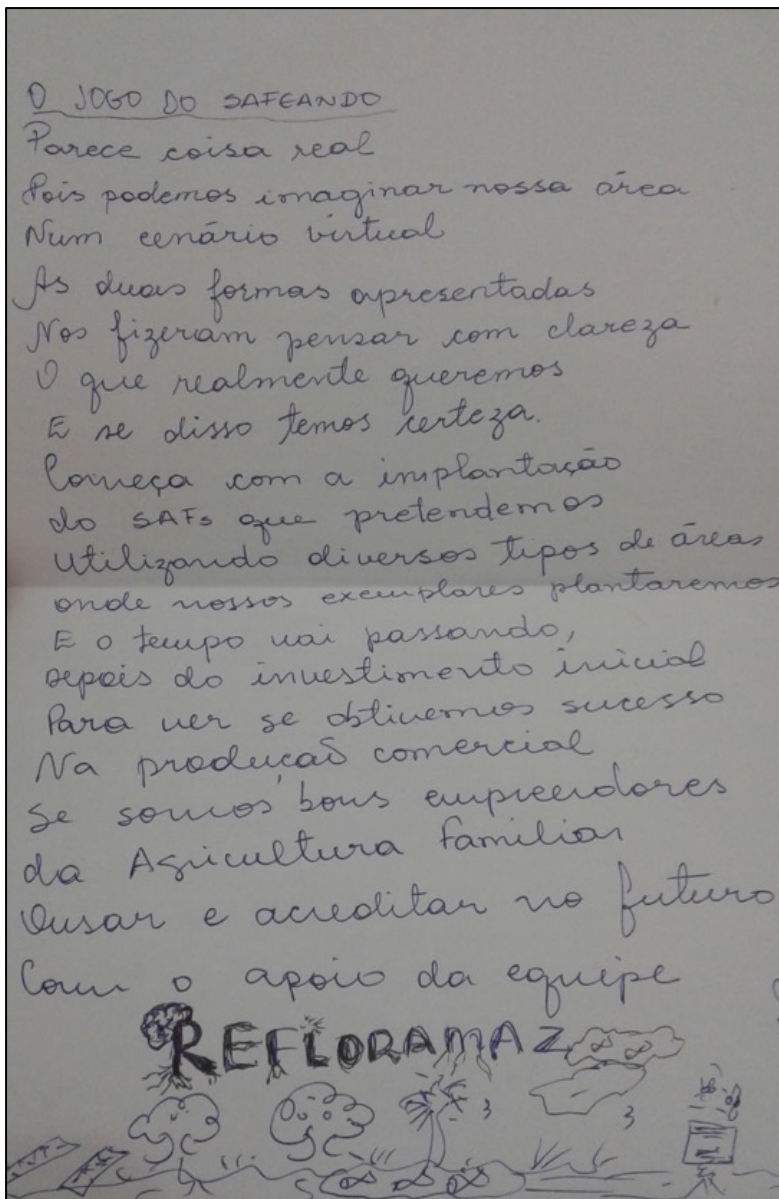 O JOGO DO SAFEANDO
Parece coisa real
Pois podemos imaginar nossa área
Num cenário virtual
As duas formas apresentadas
Nos fizeram pensar com clareza
O que realmente queremos
E se disso temos certeza.
Começa com a implantação
do SAFs que pretendemos
Utilizando diversos tipos de áreas
onde nossos exemplares plantaremos
E o tempo vai passando,
depois do investimento inicial
Para ver se obtivemos sucesso
Na produção comercial
Se somos bons empreendores
da Agricultura Familiar
Ousar e acreditar no futuro
Com o apoio da equipe
REFLORAMAZ